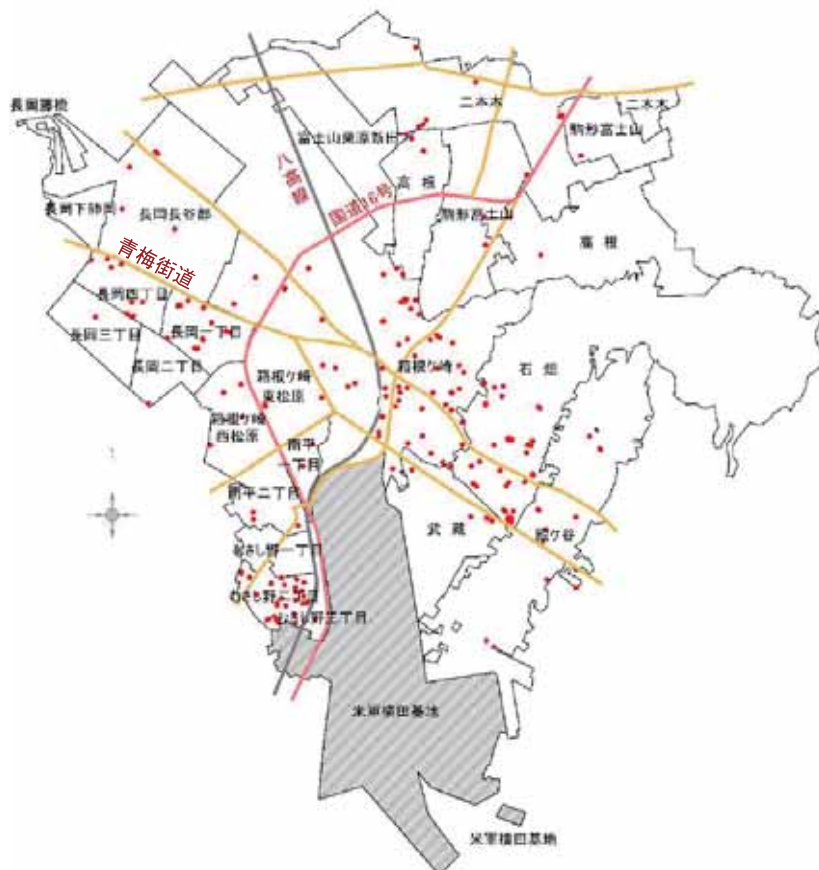 長岡藤橋
二本木
二本木
駒形富士山
富士山栗原新田
八高線
高根
国道16号
駒形富士山
長岡下師岡
長岡長谷部
高根
青梅街道
長岡四丁目
長岡三丁目
長岡一丁目
長岡二丁目
箱根ケ崎
石畑
箱根ケ崎
東松原
箱根ケ崎
西松原
南平
一丁目
南平二丁目
武蔵
殿ケ谷
むさし野一丁目
むさし野二丁目
むさし野三丁目
米軍横田基地
米軍横田基地